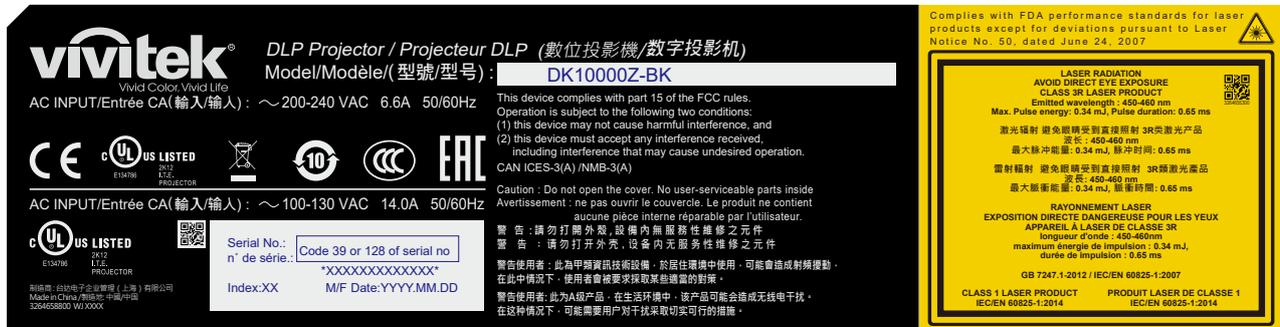 vivitek®
Vivid Color, Vivid Life
DLP Projector / Projecteur DLP (數位投影機/数字投影机)
Model/Modèle/(型號/型号) : DK10000Z-BK
AC INPUT/Entrée CA(輸入/输人) : ～200-240 VAC 6.6A 50/60Hz
CE
c UL US LISTED
E134786
2K12
I.T.E.
PROJECTOR
10
CCC
EAC
AC INPUT/Entrée CA(輸入/输人) : ～100-130 VAC 14.0A 50/60Hz
c UL US LISTED
E134786
2K12
I.T.E.
PROJECTOR
制造商 : 台达电子企业管理（上海）有限公司
Made in China /製造地: 中國/中国
3264658800 WJ XXXX
Serial No.:
n° de série.:
Code 39 or 128 of serial no
*XXXXXXXXXXXXX*
Index:XX M/F Date:YYYY.MM.DD
This device complies with part 15 of the FCC rules.
Operation is subject to the following two conditions:
(1) this device may not cause harmful interference, and
(2) this device must accept any interference received,
including interference that may cause undesired operation.
CAN ICES-3(A) /NMB-3(A)
Caution : Do not open the cover. No user-serviceable parts inside
Avertissement : ne pas ouvrir le couvercle. Le produit ne contient
aucune pièce interne réparable par l'utilisateur.
警 告 :請勿打開外殼,設備內無服務性維修之元件
警 告 : 请勿打开外壳,设备内无服务性维修之元件
警告使用者 : 此為甲類資訊技術設備，於居住環境中使用，可能會造成射頻擾動，
在此中情況下，使用者會被要求採取某些適當的對策。
警告使用者: 此为A级产品，在生活环境中，该产品可能会造成无线电干扰。
在这种情况下，可能需要用户对干扰采取切实可行的措施。
Complies with FDA performance standards for laser
products except for deviations pursuant to Laser
Notice No. 50, dated June 24, 2007
LASER RADIATION
AVOID DIRECT EYE EXPOSURE
CLASS 3R LASER PRODUCT
Emitted wavelength : 450-460 nm
Max. Pulse energy: 0.34 mJ, Pulse duration: 0.65 ms
激光辐射 避免眼睛受到直接照射 3R类激光产品
波长 : 450-460 nm
最大脉冲能量: 0.34 mJ, 脉冲时间: 0.65 ms
雷射輻射 避免眼睛受到直接照射 3R類激光產品
波長: 450-460 nm
最大脈衝能量: 0.34 mJ, 脈衝時間: 0.65 ms
RAYONNEMENT LASER
EXPOSITION DIRECTE DANGEREUSE POUR LES YEUX
APPAREIL À LASER DE CLASSE 3R
longueur d'onde : 450-460nm
maximum énergie de impulsion : 0.34 mJ,
durée de impulsion : 0.65 ms
GB 7247.1-2012 / IEC/EN 60825-1:2007
CLASS 1 LASER PRODUCT
IEC/EN 60825-1:2014
PRODUIT LASER DE CLASSE 1
IEC/EN 60825-1:2014